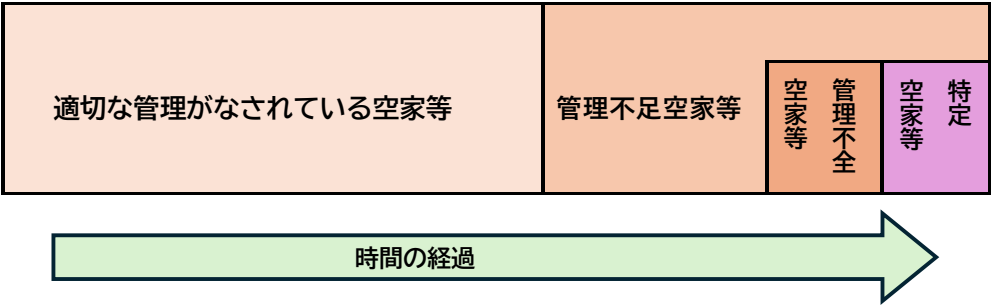 適切な管理がなされている空家等
管理不足空家等
管理不全
空家等
特定
空家等
時間の経過